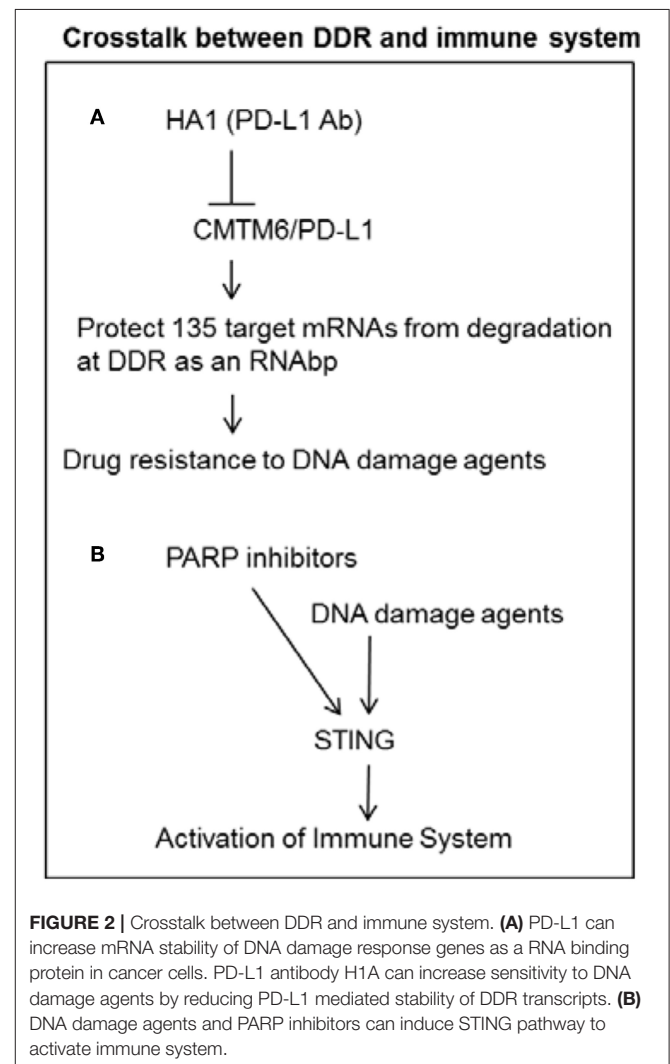 Crosstalk between DDR and immune system
A HA1 (PD-L1 Ab)
CMTM6/PD-L1
Protect 135 target mRNAs from degradation
at DDR as an RNAbp
Drug resistance to DNA damage agents
B PARP inhibitors
DNA damage agents
STING
Activation of Immune System
FIGURE 2 | Crosstalk between DDR and immune system. (A) PD-L1 can
increase mRNA stability of DNA damage response genes as a RNA binding
protein in cancer cells. PD-L1 antibody H1A can increase sensitivity to DNA
damage agents by reducing PD-L1 mediated stability of DDR transcripts. (B)
DNA damage agents and PARP inhibitors can induce STING pathway to
activate immune system.